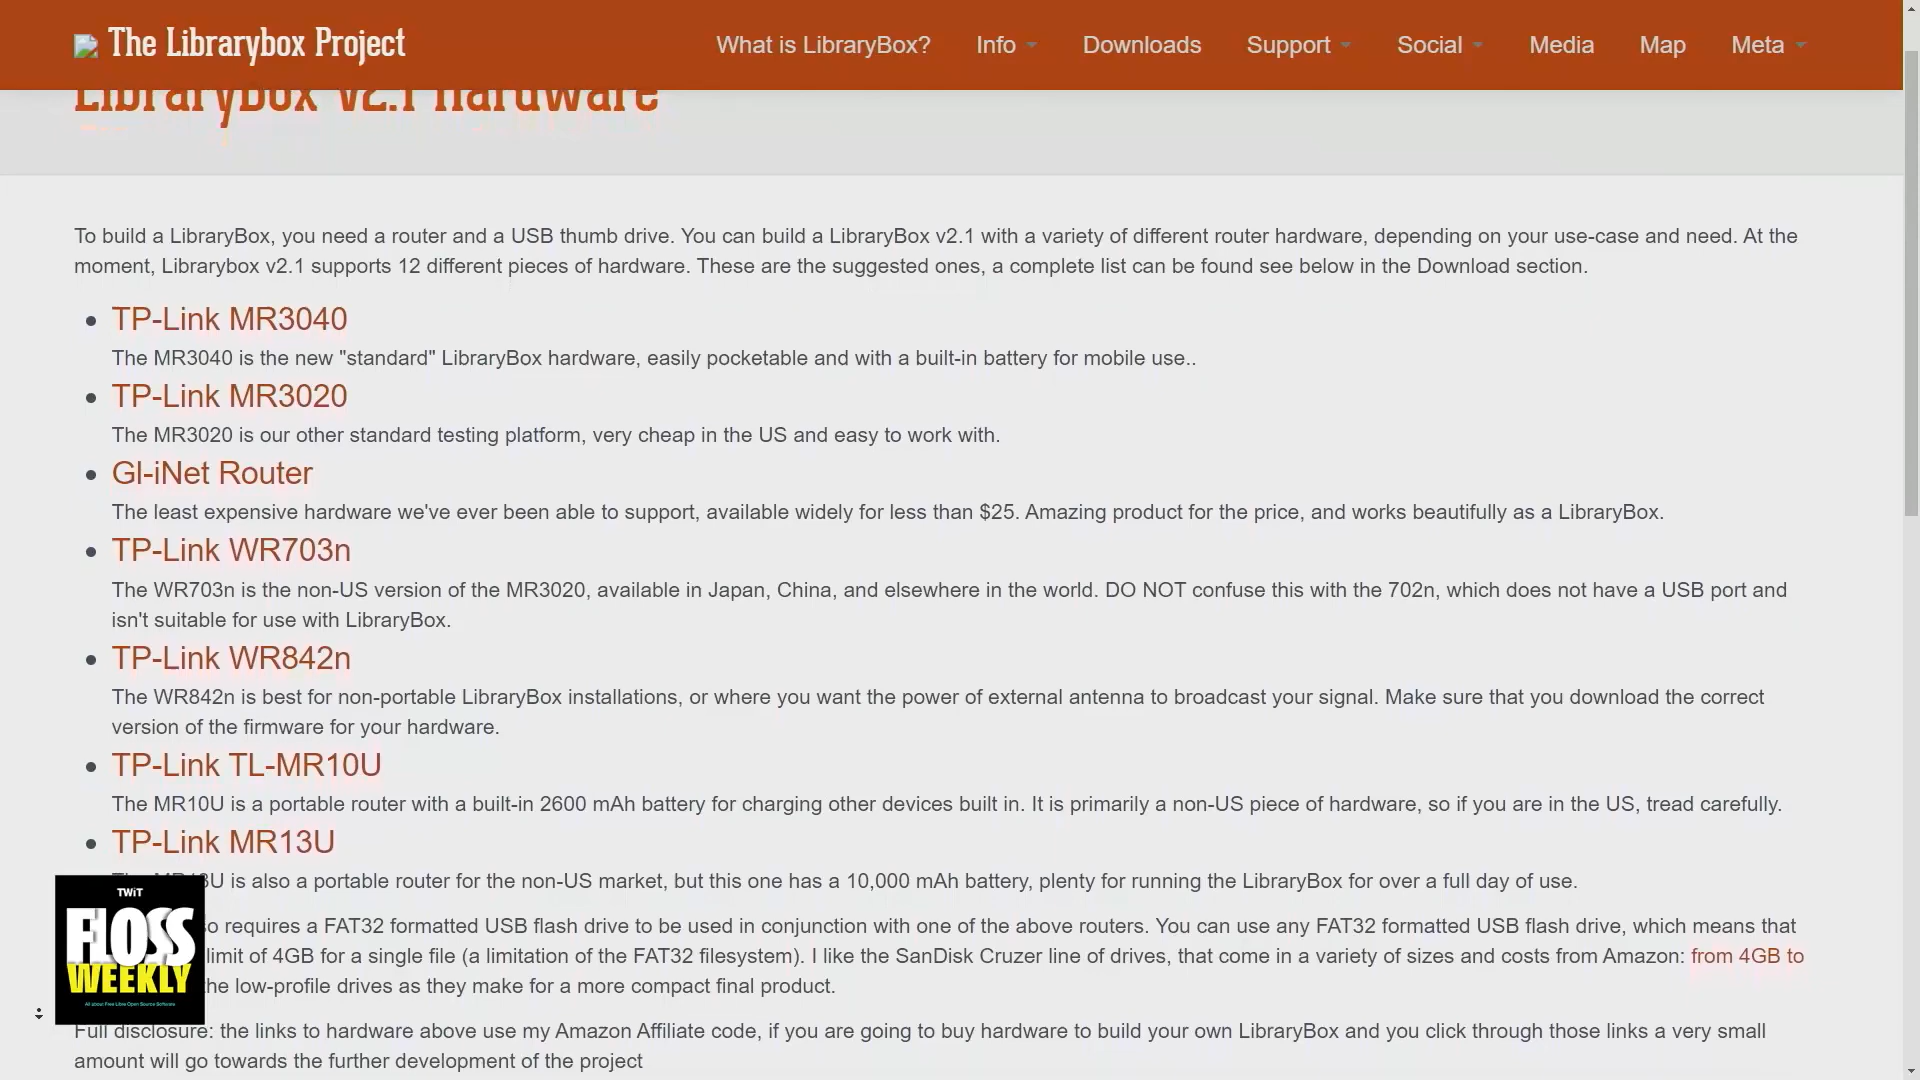 The Librarybox Project
What is LibraryBox?
Info
Downloads
Support
Social
Media
Map
Meta
LibraryBox v2.1 Hardware
To build a LibraryBox, you need a router and a USB thumb drive. You can build a LibraryBox v2.1 with a variety of different router hardware, depending on your use-case and need. At the
moment, Librarybox v2.1 supports 12 different pieces of hardware. These are the suggested ones, a complete list can be found see below in the Download section.
TP-Link MR3040
The MR3040 is the new "standard" LibraryBox hardware, easily pocketable and with a built-in battery for mobile use..
TP-Link MR3020
The MR3020 is our other standard testing platform, very cheap in the US and easy to work with.
Gl-iNet Router
The least expensive hardware we've ever been able to support, available widely for less than $25. Amazing product for the price, and works beautifully as a LibraryBox.
TP-Link WR703n
The WR703n is the non-US version of the MR3020, available in Japan, China, and elsewhere in the world. DO NOT confuse this with the 702n, which does not have a USB port and
isn't suitable for use with LibraryBox.
TP-Link WR842n
The WR842n is best for non-portable LibraryBox installations, or where you want the power of external antenna to broadcast your signal. Make sure that you download the correct
version of the firmware for your hardware.
TP-Link TL-MR10U
The MR10U is a portable router with a built-in 2600 mAh battery for charging other devices built in. It is primarily a non-US piece of hardware, so if you are in the US, tread carefully.
TP-Link MR13U
The MR13U is also a portable router for the non-US market, but this one has a 10,000 mAh battery, plenty for running the LibraryBox for over a full day of use.
requires a FAT32 formatted USB flash drive to be used in conjunction with one of the above routers. You can use any FAT32 formatted USB flash drive, which means that
limit of 4GB for a single file (a limitation of the FAT32 filesystem). I like the SanDisk Cruzer line of drives, that come in a variety of sizes and costs from Amazon: from 4GB to
the low-profile drives as they make for a more compact final product.
TWiT
FLOSS
WEEKLY
All about Free Libre Open Source Software
Full disclosure: the links to hardware above use my Amazon Affiliate code, if you are going to buy hardware to build your own LibraryBox and you click through those links a very small
amount will go towards the further development of the project